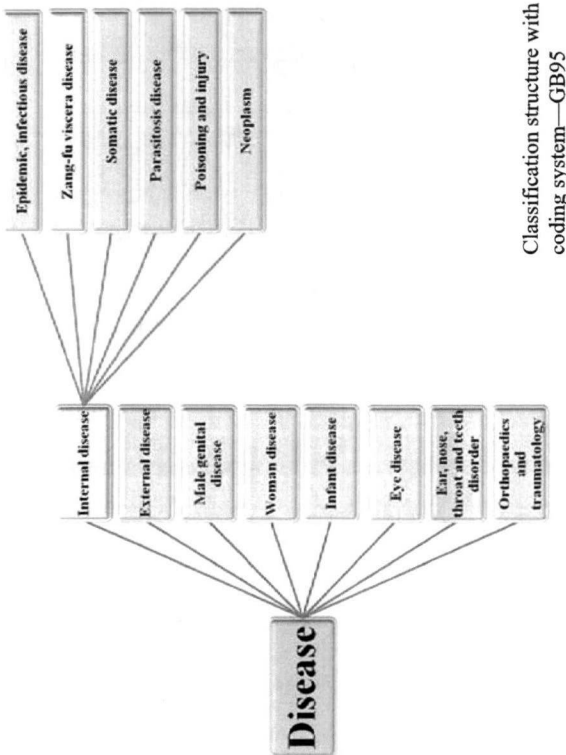 Disease
Internal disease
External disease
Male genital
disease
Woman disease
Infant disease
Eye disease
Ear, nose,
throat and teeth
disorder
Orthopaedics
and
traumatology
Epidemic, infectious disease
Zang-fu viscera disease
Somatic disease
Parasitosis disease
Poisoning and injury
Neoplasm
Classification structure with
coding system—GB95